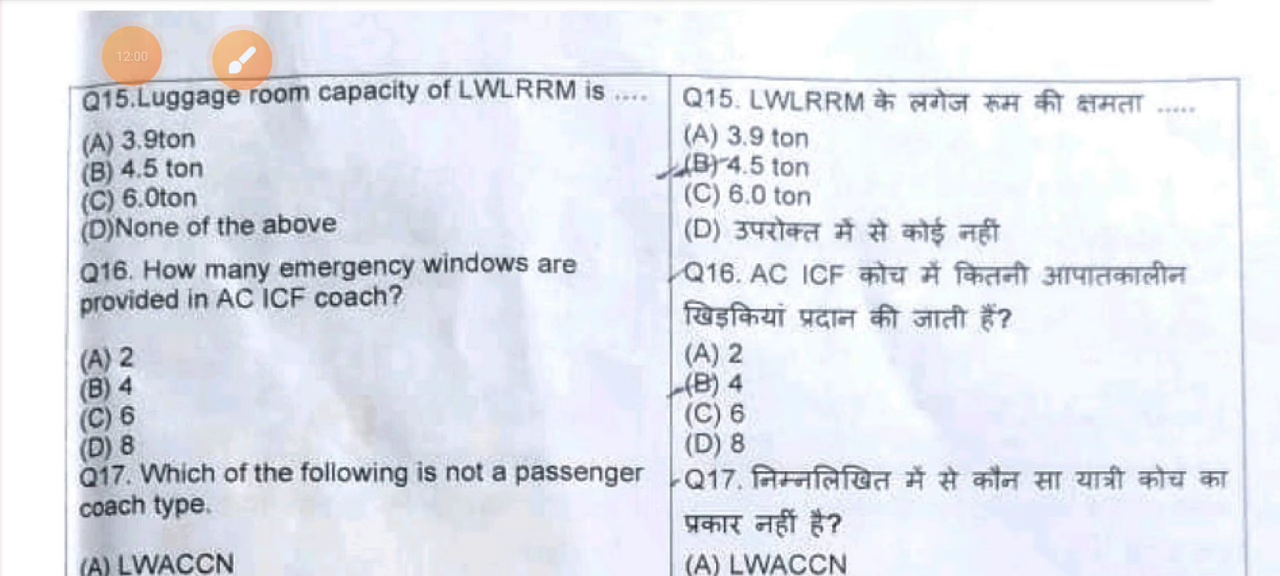 12:00
Q15.Luggage room capacity of LWLRRM is ....
(A) 3.9ton
(B) 4.5 ton
(C) 6.0ton
(D)None of the above
Q16. How many emergency windows are
provided in AC ICF coach?
(A) 2
(B) 4
(C) 6
(D) 8
Q17. Which of the following is not a passenger
coach type.
(A) LWACCN
Q15. LWLRRM के लगेज रूम की क्षमता .....
(A) 3.9 ton
(B) 4.5 ton
(C) 6.0 ton
(D) उपरोक्त में से कोई नहीं
Q16. AC ICF कोच में कितनी आपातकालीन
खिड़कियां प्रदान की जाती हैं?
(A) 2
(B) 4
(C) 6
(D) 8
Q17. निम्नलिखित में से कौन सा यात्री कोच का
प्रकार नहीं है?
(A) LWACCN